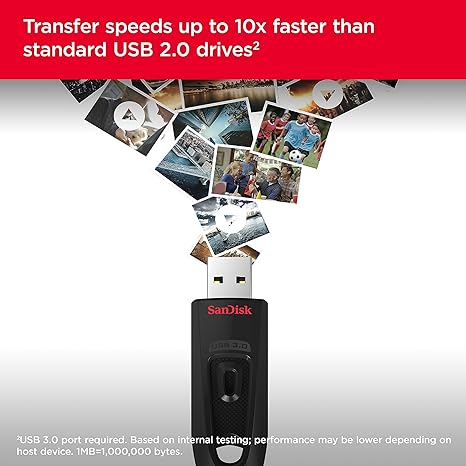 Transfer speeds up to 10x faster than
standard USB 2.0 drives²
SanDisk
USB 3.0
²USB 3.0 port required. Based on internal testing; performance may be lower depending on
host device. 1MB=1,000,000 bytes.